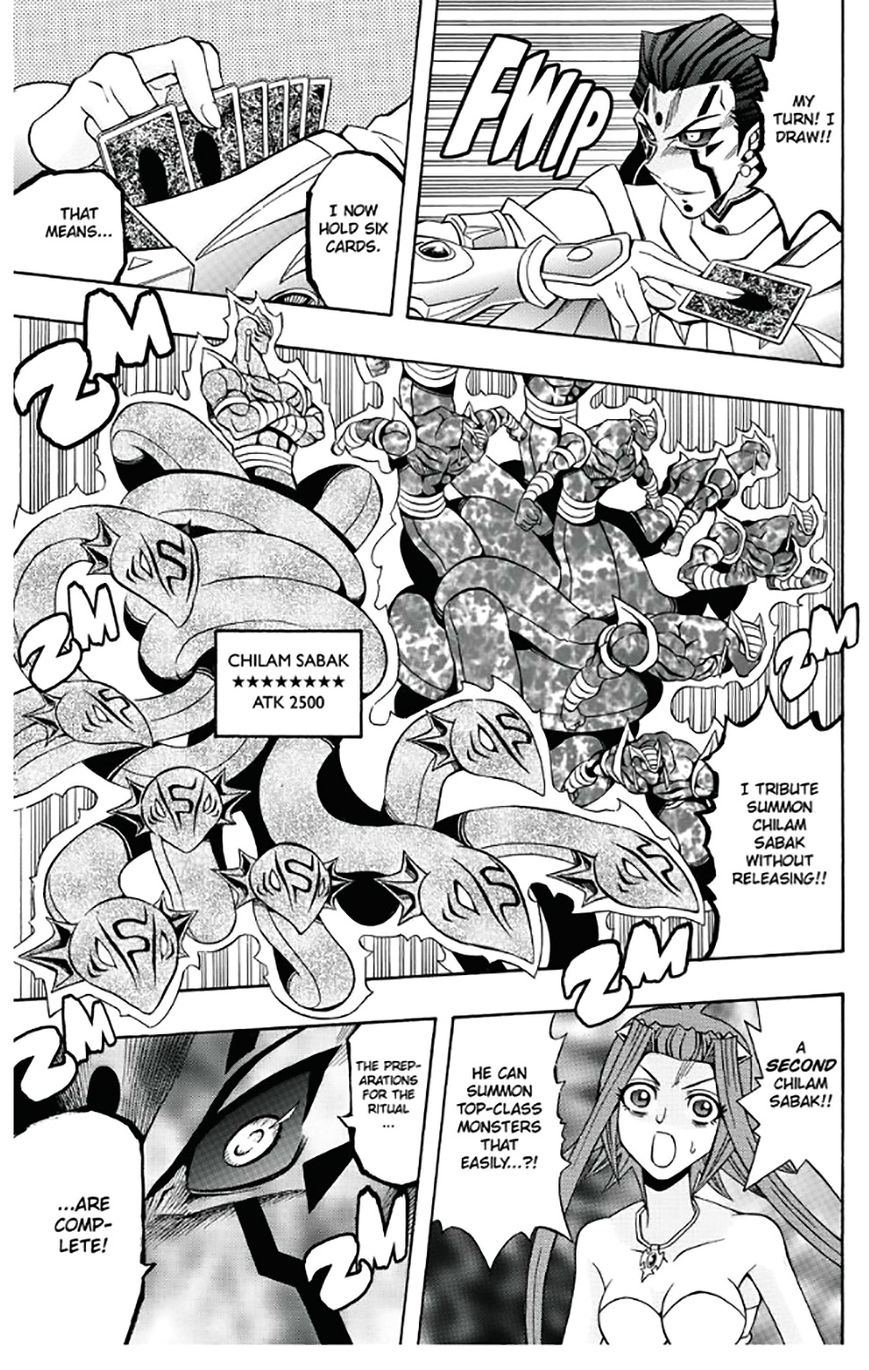 MY
TURN! I
DRAW!!
FWIP
I NOW
HOLD SIX
CARDS.
THAT
MEANS...
ZM
ZM
ZM
CHILAM SABAK
★★★★★★★★
ATK 2500
I TRIBUTE
SUMMON
CHILAM
SABAK
WITHOUT
RELEASING!!
ZM
A
SECOND
CHILAM
SABAK!!
HE CAN
SUMMON
TOP-CLASS
MONSTERS
THAT
EASILY...?!
ZM
THE PREP-
ARATIONS
FOR THE
RITUAL
...
...ARE
COMP-
LETE!
ZM